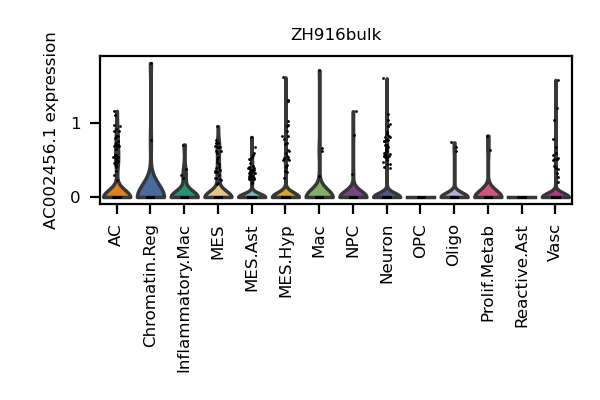 ZH916bulk
AC002456.1 expression
1
0
AC
Chromatin.Reg
Inflammatory.Mac
MES
MES.Ast
MES.Hyp
Mac
NPC
Neuron
OPC
Oligo
Prolif.Metab
Reactive.Ast
Vasc